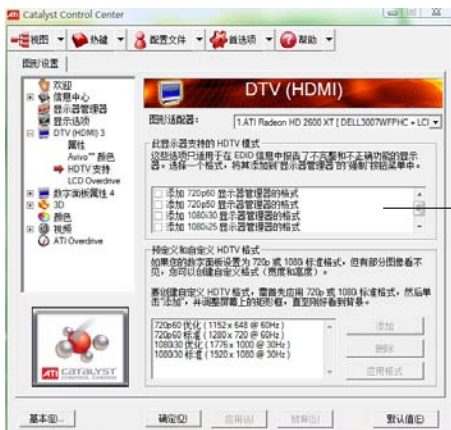 Catalyst Control Center
视图 热键 配置文件 首选项 帮助
图形设置
欢迎
信息中心
显示器管理器
显示选项
DTV (HDMI) 3
属性
Avivo™ 颜色
HDTV 支持
LCD Overdrive
数字面板属性 4
3D
颜色
视频
ATI Overdrive
ATI CATALYST
CONTROL CENTER
DTV (HDMI)
图形适配器:
1.ATI Radeon HD 2600 XT [ DELL3007WFPHC + LCI
此显示器支持的 HDTV 模式
这些选项只适用于在 EDID 信息中报告了不完整和不正确功能的显示
器。选择一个格式,将其添加到“显示器管理器”的“强制”按钮菜单中。
添加 720p60 显示器管理器的格式
添加 720p50 显示器管理器的格式
添加 1080i30 显示器管理器的格式
添加 1080i25 显示器管理器的格式
预定义和自定义 HDTV 格式
如果您的数字面板设置为 720p 或 1080 标准格式,但有部分图像看不
见,您可以创建自定义格式(宽度和高度)。
要创建自定义 HDTV 格式,需首先应用 720p 或 1080 标准格式,然后单
击“添加”,并调整屏幕上的矩形框,直至刚好看到背景。
720p60 优化 ( 1152 x 648 @ 60Hz )
720p60 标准 ( 1280 x 720 @ 60Hz )
1080i30 优化 ( 1776 x 1000 @ 30Hz )
1080i30 标准 ( 1920 x 1080 @ 30Hz )
添加
删除
应用格式
基本(B)... 确定(O) 应用(A) 放弃(S) 默认值(E)